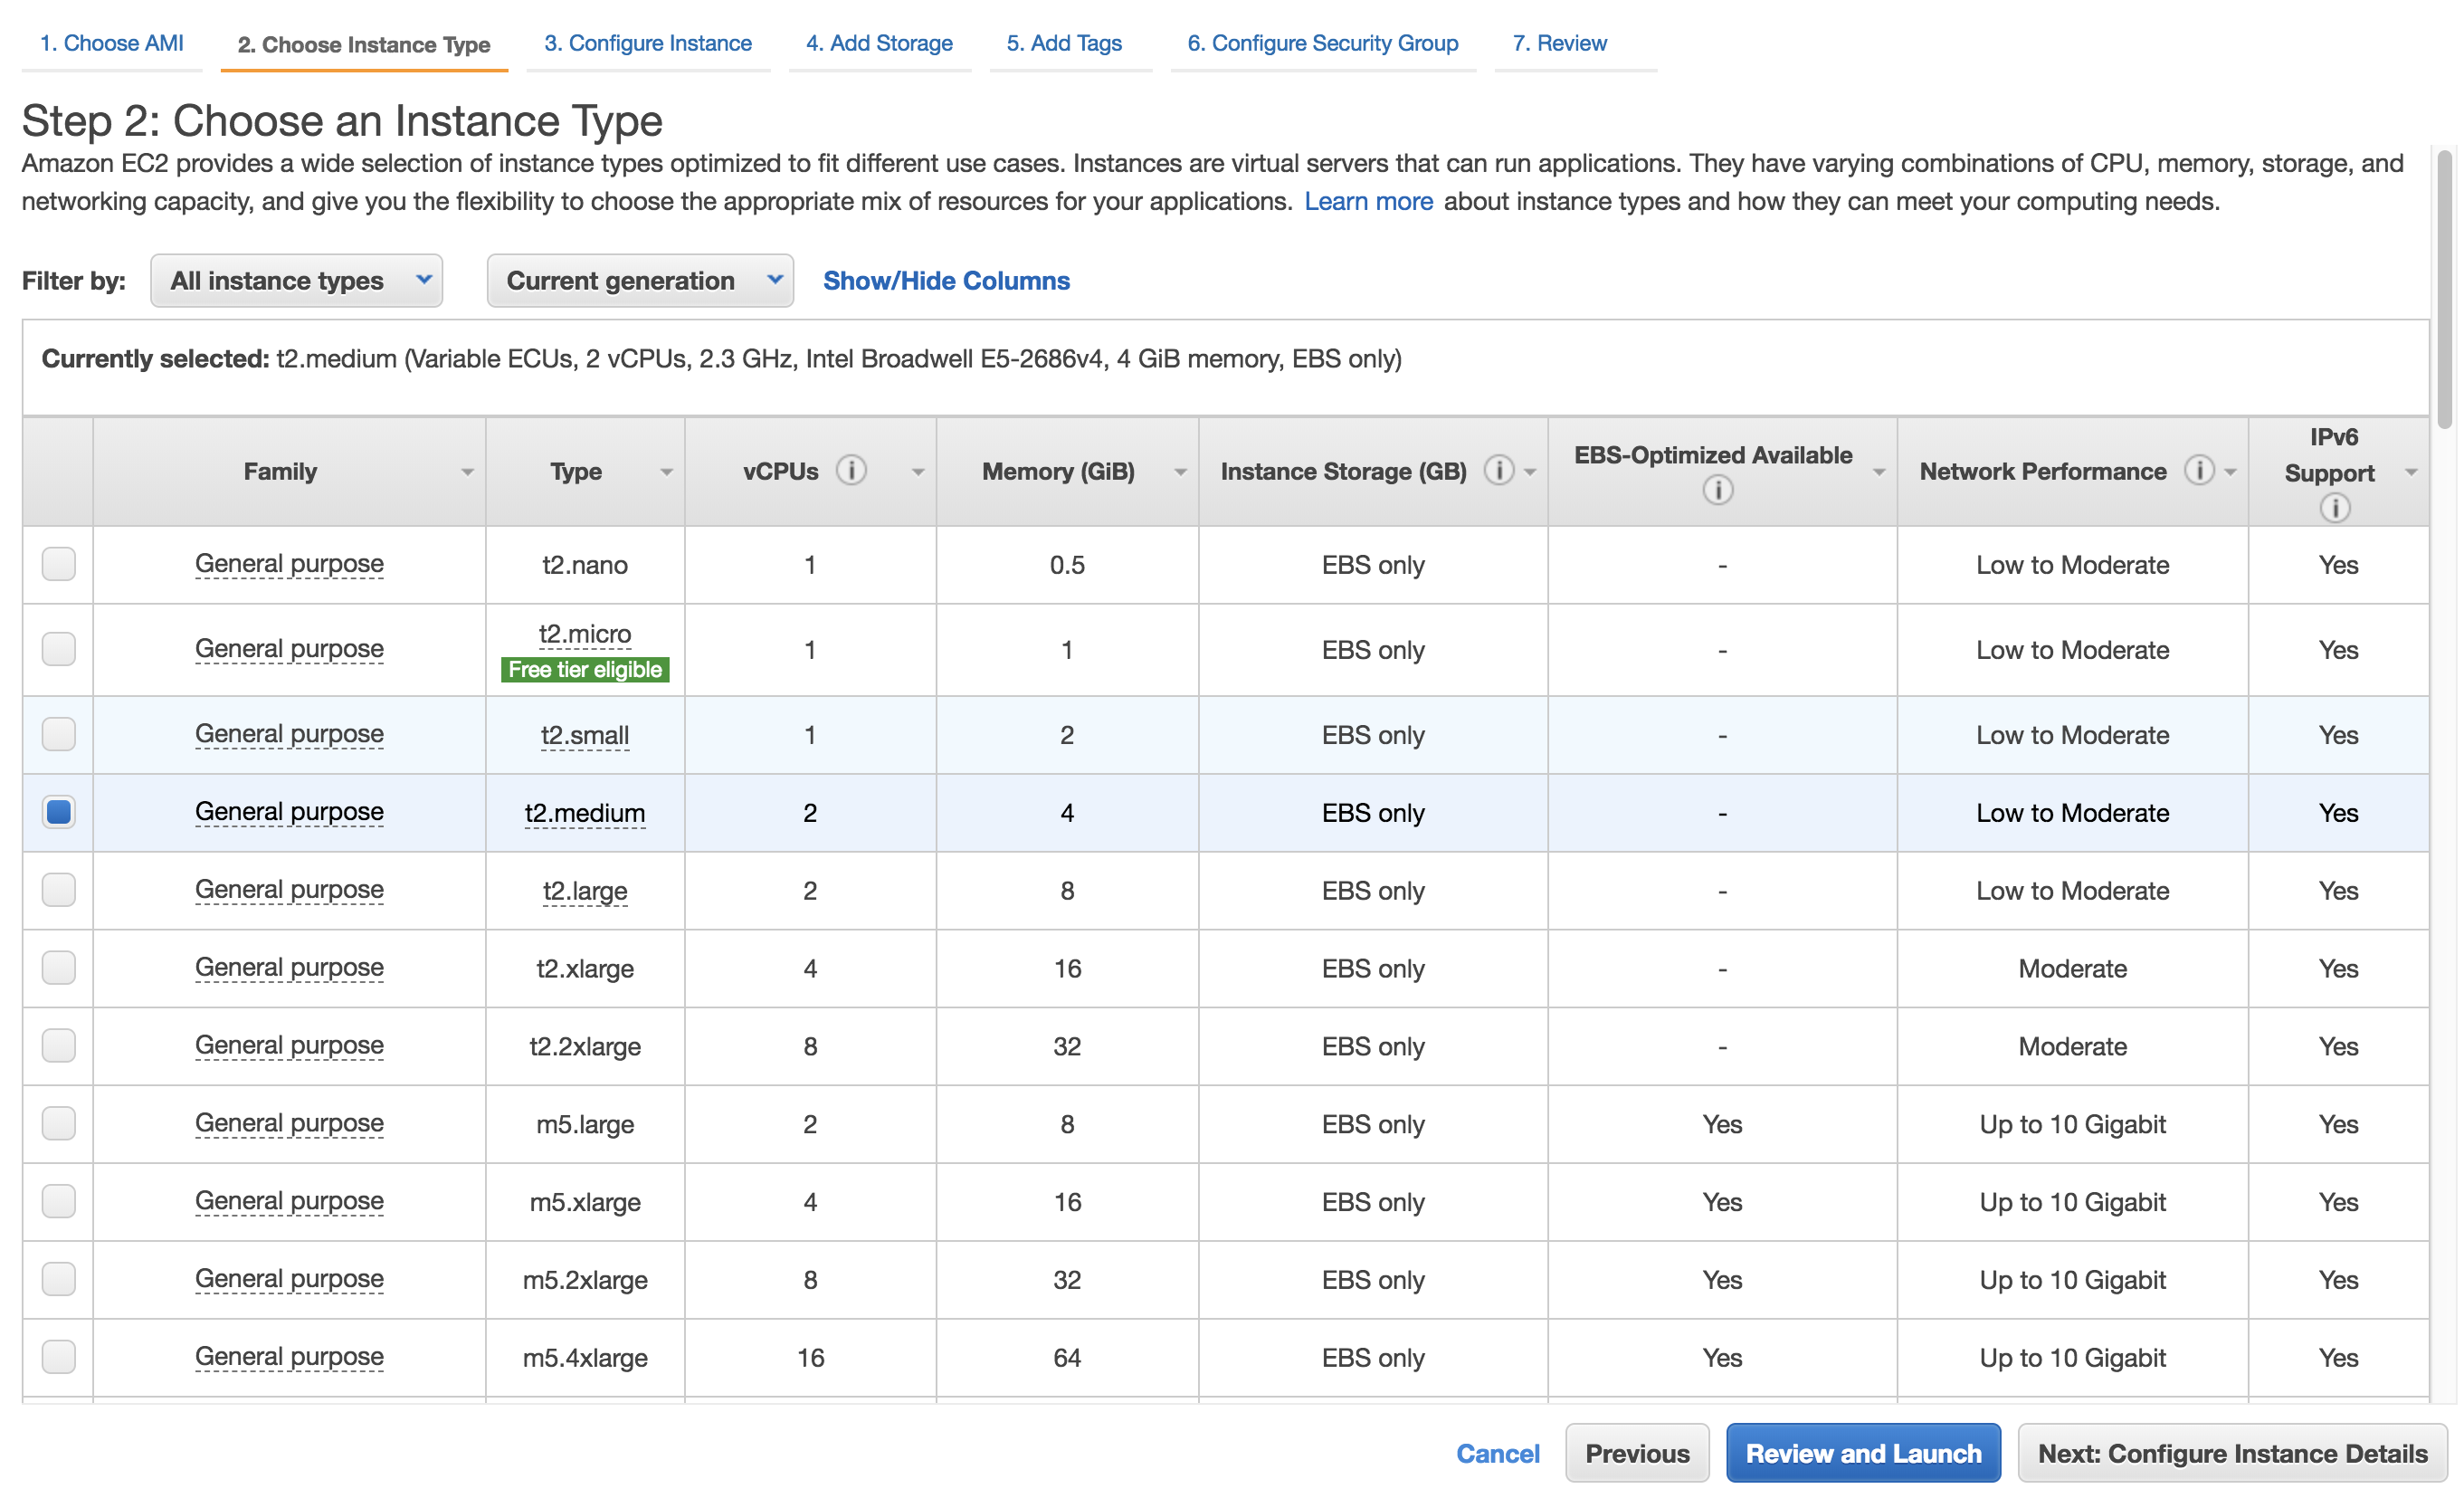 1. Choose AMI 2. Choose Instance Type 3. Configure Instance 4. Add Storage 5. Add Tags 6. Configure Security Group 7. Review
Step 2: Choose an Instance Type
Amazon EC2 provides a wide selection of instance types optimized to fit different use cases. Instances are virtual servers that can run applications. They have varying combinations of CPU, memory, storage, and
networking capacity, and give you the flexibility to choose the appropriate mix of resources for your applications. Learn more about instance types and how they can meet your computing needs.
Filter by: All instance types Current generation Show/Hide Columns
Currently selected: t2.medium (Variable ECUs, 2 vCPUs, 2.3 GHz, Intel Broadwell E5-2686v4, 4 GiB memory, EBS only)
Family Type vCPUs Memory (GiB) Instance Storage (GB) EBS-Optimized Available Network Performance IPv6 Support
General purpose t2.nano 1 0.5 EBS only - Low to Moderate Yes
General purpose t2.micro Free tier eligible 1 1 EBS only - Low to Moderate Yes
General purpose t2.small 1 2 EBS only - Low to Moderate Yes
General purpose t2.medium 2 4 EBS only - Low to Moderate Yes
General purpose t2.large 2 8 EBS only - Low to Moderate Yes
General purpose t2.xlarge 4 16 EBS only - Moderate Yes
General purpose t2.2xlarge 8 32 EBS only - Moderate Yes
General purpose m5.large 2 8 EBS only Yes Up to 10 Gigabit Yes
General purpose m5.xlarge 4 16 EBS only Yes Up to 10 Gigabit Yes
General purpose m5.2xlarge 8 32 EBS only Yes Up to 10 Gigabit Yes
General purpose m5.4xlarge 16 64 EBS only Yes Up to 10 Gigabit Yes
Cancel Previous Review and Launch Next: Configure Instance Details